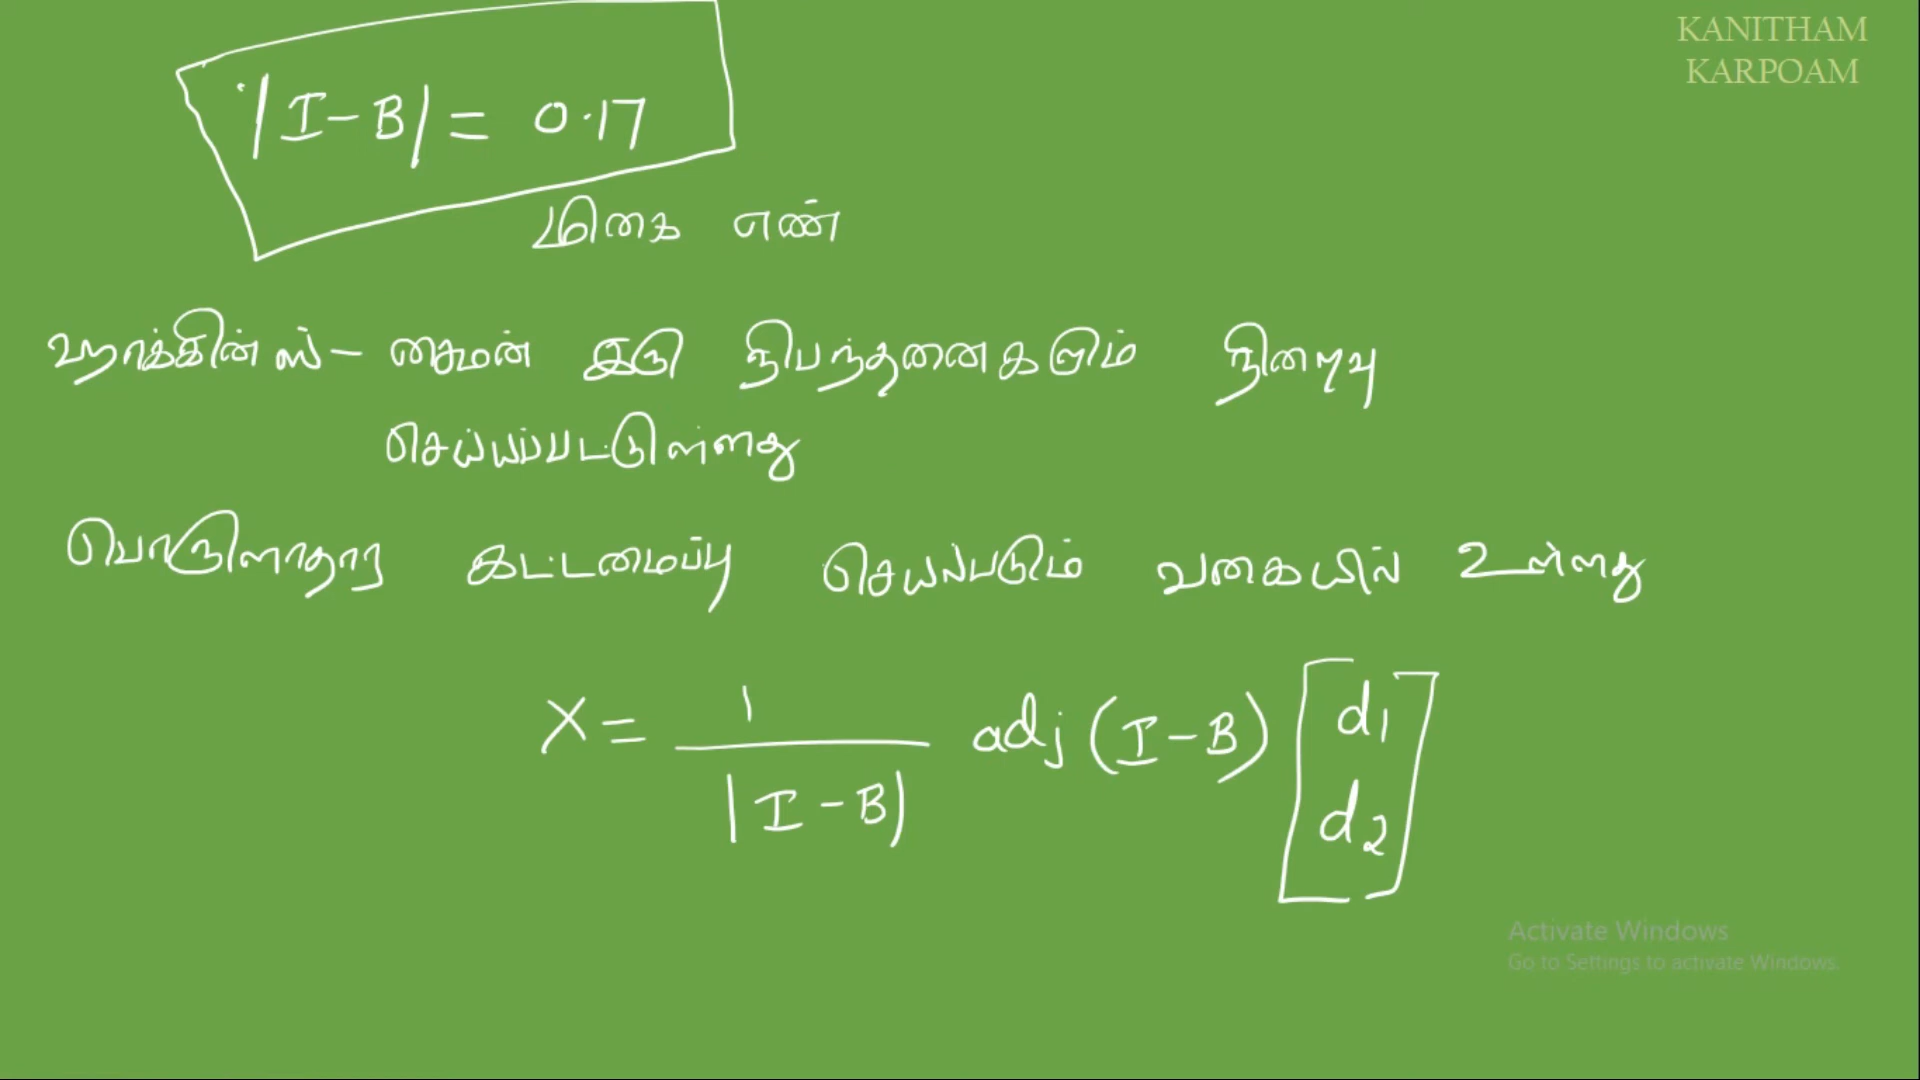 KANITHAM
KARPOAM
|I-B| = 0.17
மிகை எண்
ஹாக்கின்ஸ் - சைமன் இரு நிபந்தனைகளும் நிறைவு
செய்யப்பட்டுள்ளது
பொருளாதார கட்டமைப்பு செயல்படும் வகையில் உள்ளது
X = 1 / |I-B| adj (I-B) [d1
d2]
Activate Windows
Go to Settings to activate Windows.